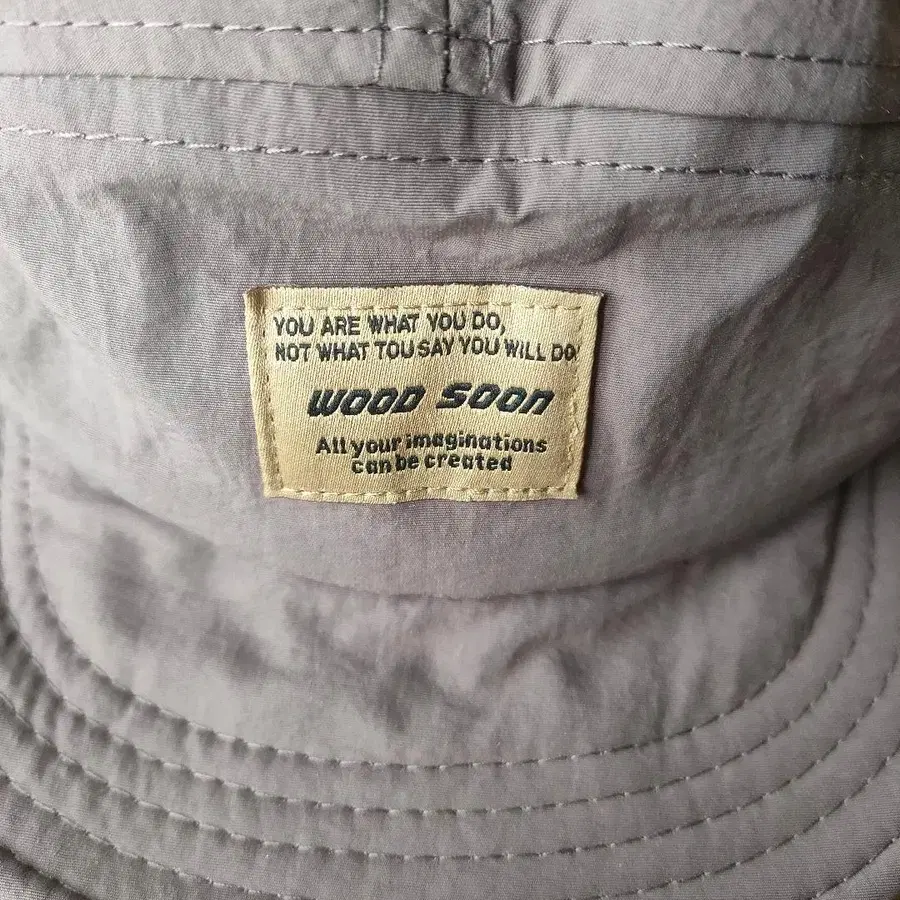 YOU ARE WHAT YOU DO,
NOT WHAT TOU SAY YOU WILL DO.
WOOD SOON
All your imaginations
can be created